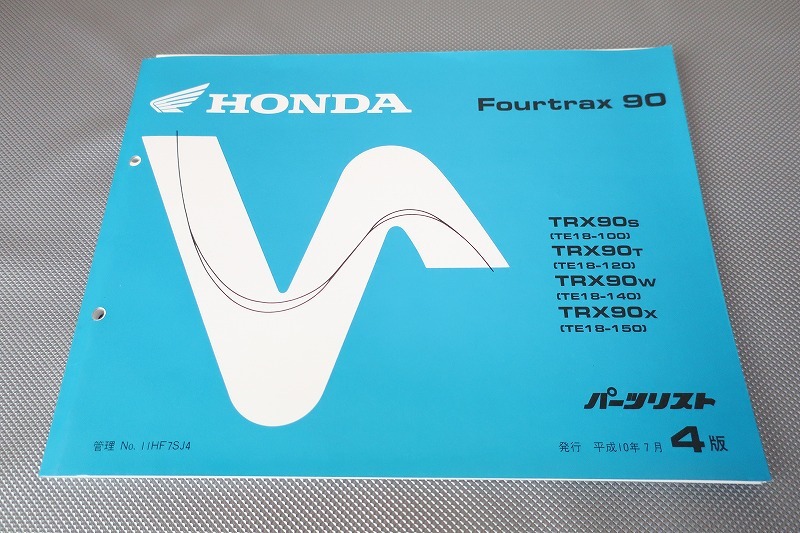 HONDA
Fourtrax 90
TRX90S
(TE18-100)
TRX90T
(TE18-120)
TRX90W
(TE18-140)
TRX90X
(TE18-150)
パーツリスト
管理 No. 11HF7SJ4
発行 平成10年7月 4版